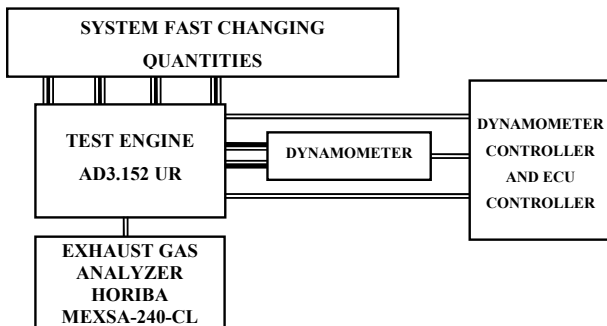 SYSTEM FAST CHANGING
QUANTITIES
TEST ENGINE
AD3.152 UR
DYNAMOMETER
DYNAMOMETER
CONTROLLER
AND ECU
CONTROLLER
EXHAUST GAS
ANALYZER
HORIBA
MEXSA-240-CL